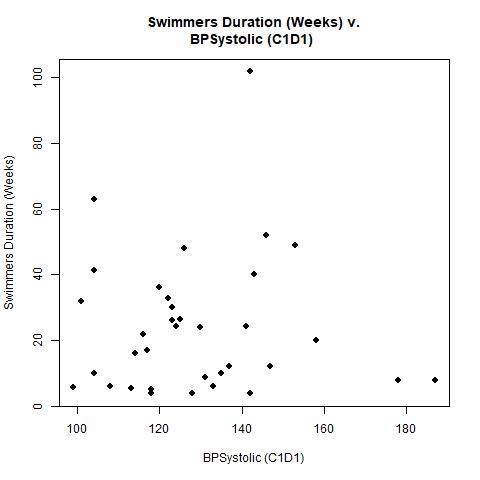 Swimmers Duration (Weeks) v.
BPSystolic (C1D1)
Swimmers Duration (Weeks)
100
80
60
40
20
0
100 120 140 160 180
BPSystolic (C1D1)